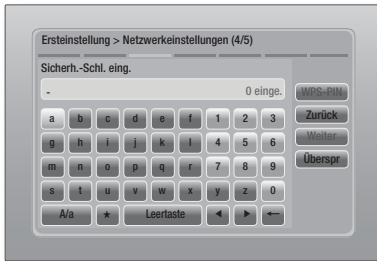 Ersteinstellung > Netzwerkeinstellungen (4/5)
Sicherh.-Schl. eing.
- 0 einge.
WPS-PIN
a b c d e f 1 2 3
Zurück
g h i j k l 4 5 6
Weiter
m n o p q r 7 8 9
Überspr
s t u v w x y z 0
A/a ★ Leertaste ◀ ▶ ←